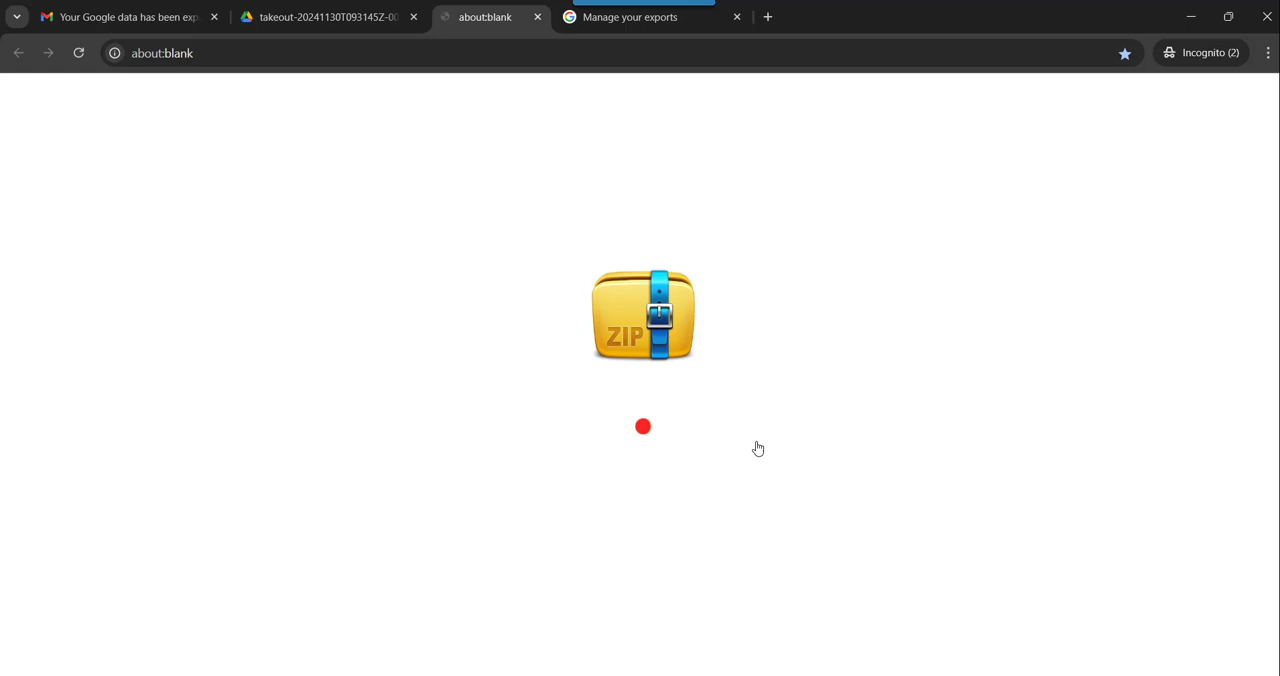 Your Google data has been exp
takeout-20241130T093145Z-00
about:blank
Manage your exports
about:blank
Incognito (2)
ZIP